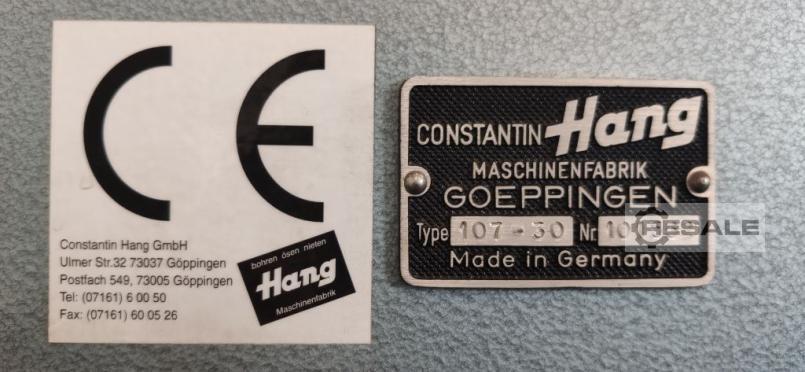 CE
Constantin Hang GmbH
Ulmer Str.32 73037 Göppingen
Postfach 549, 73005 Göppingen
Tel: (07161) 6 00 50
Fax: (07161) 60 05 26
bohren ösen nieten
Hang
Maschinenfabrik
CONSTANTIN Hang
MASCHINENFABRIK
GOEPPINGEN
Type 107-30 Nr
Made in Germany
RESALE